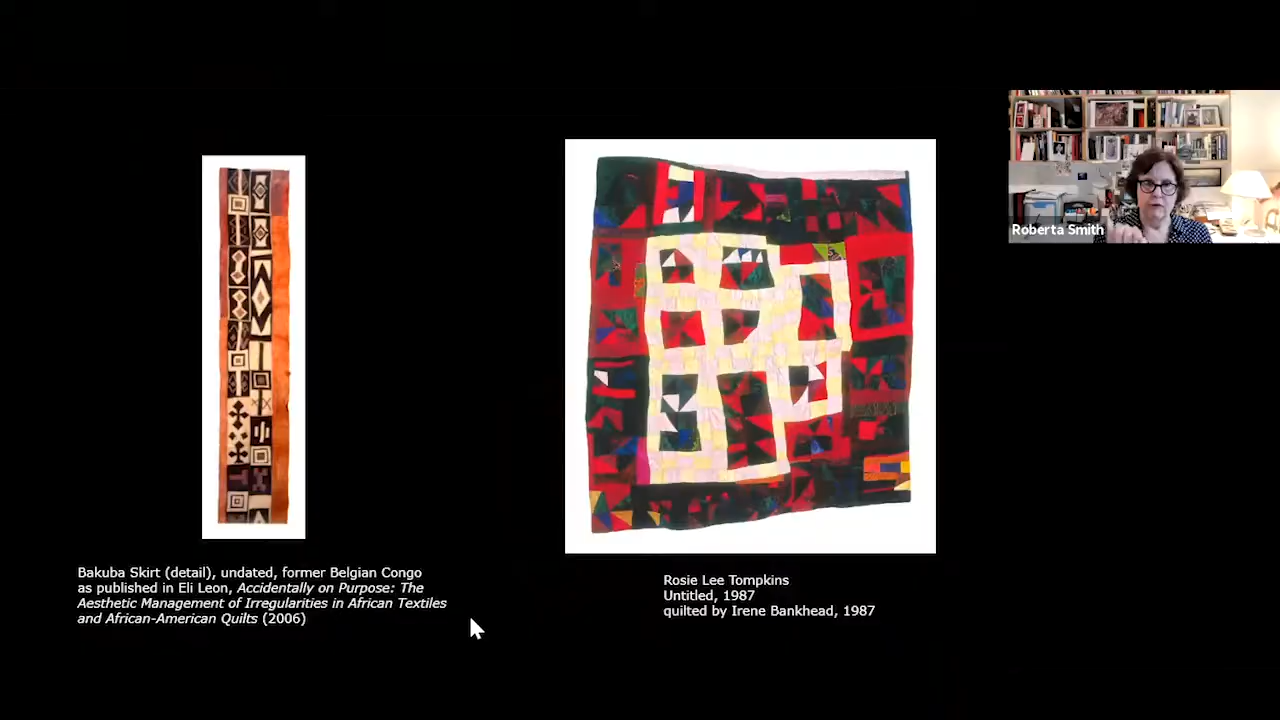 Roberta Smith
Bakuba Skirt (detail), undated, former Belgian Congo
as published in Eli Leon, Accidentally on Purpose: The
Aesthetic Management of Irregularities in African Textiles
and African-American Quilts (2006)
Rosie Lee Tompkins
Untitled, 1987
quilted by Irene Bankhead, 1987